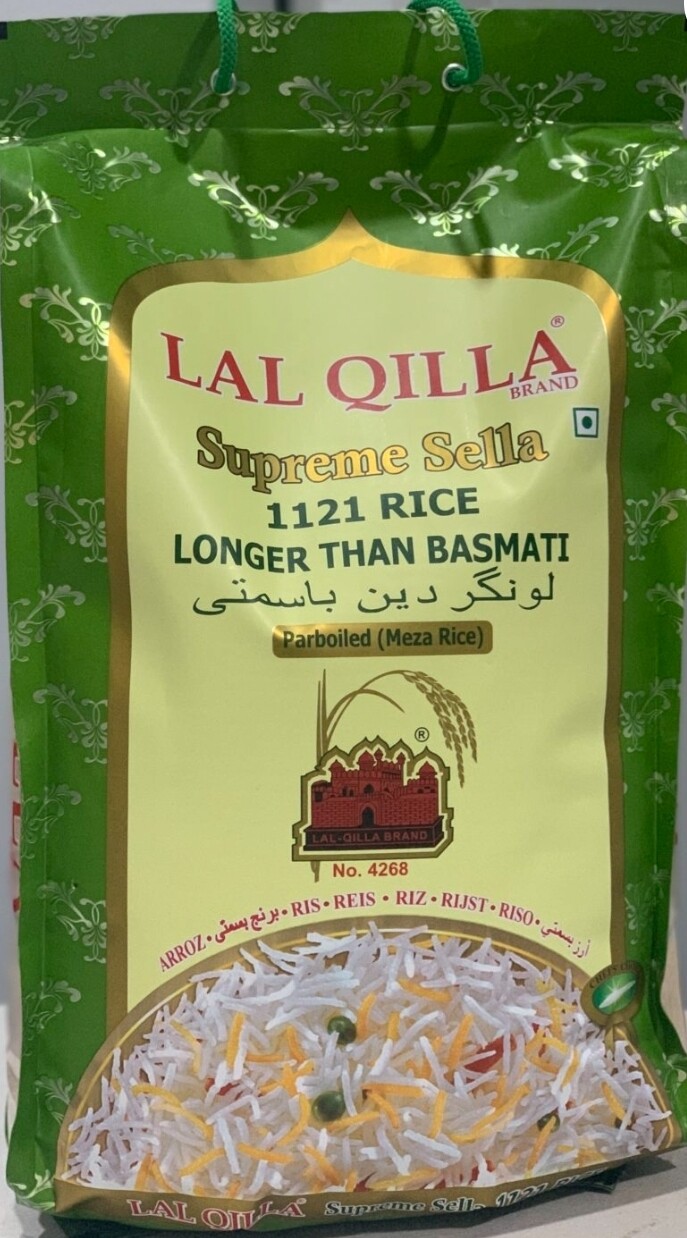 LAL QILLA®
BRAND
Supreme Sella
1121 RICE
LONGER THAN BASMATI
لونگر دین باسمتی
Parboiled (Meza Rice)
®
LAL-QILLA BRAND
No. 4268
ARROZ • برنج بسمتی • RIS • REIS • RIZ • RIJST • RISO • أرز بسمتي
LAL QILLA® Supreme Sella 1121